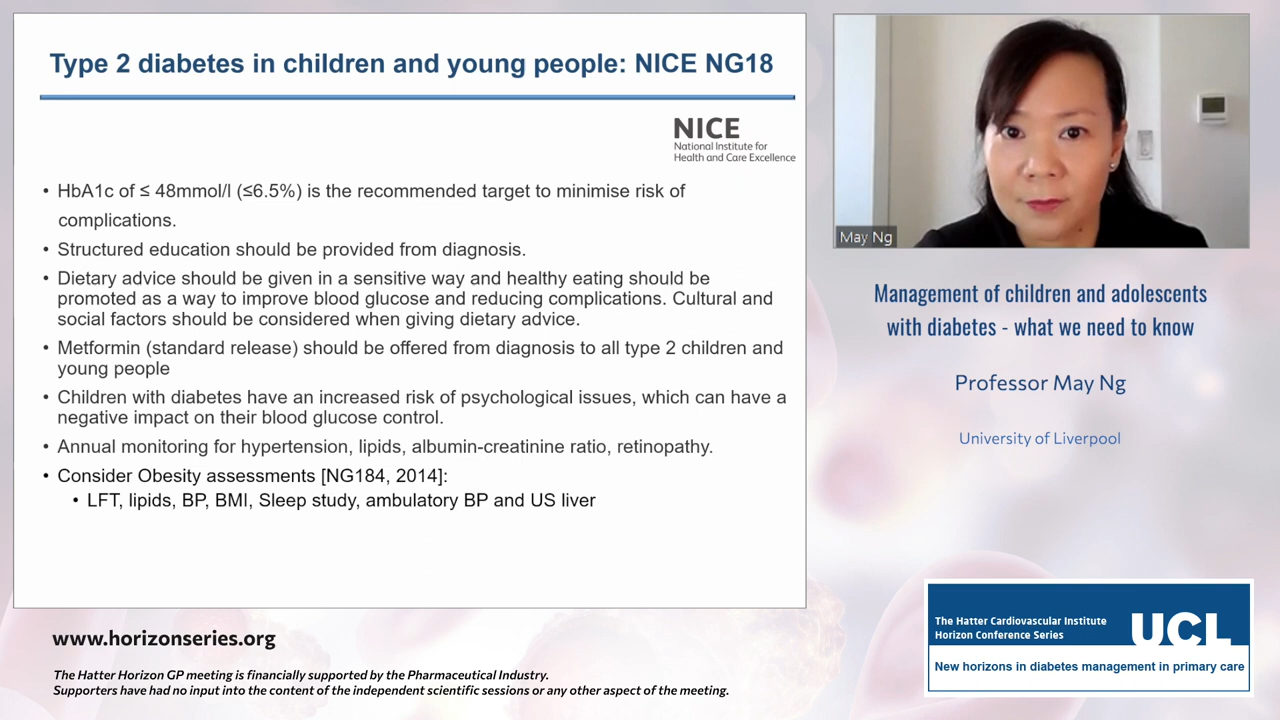 Type 2 diabetes in children and young people: NICE NG18
NICE
National Institute for
Health and Care Excellence
• HbA1c of ≤ 48mmol/l (≤6.5%) is the recommended target to minimise risk of
complications.
• Structured education should be provided from diagnosis.
• Dietary advice should be given in a sensitive way and healthy eating should be
promoted as a way to improve blood glucose and reducing complications. Cultural and
social factors should be considered when giving dietary advice.
• Metformin (standard release) should be offered from diagnosis to all type 2 children and
young people
• Children with diabetes have an increased risk of psychological issues, which can have a
negative impact on their blood glucose control.
• Annual monitoring for hypertension, lipids, albumin-creatinine ratio, retinopathy.
• Consider Obesity assessments [NG184, 2014]:
• LFT, lipids, BP, BMI, Sleep study, ambulatory BP and US liver
May Ng
Management of children and adolescents
with diabetes - what we need to know
Professor May Ng
University of Liverpool
www.horizonseries.org
The Hatter Horizon GP meeting is financially supported by the Pharmaceutical Industry.
Supporters have had no input into the content of the independent scientific sessions or any other aspect of the meeting.
The Hatter Cardiovascular Institute
Horizon Conference Series
UCL
New horizons in diabetes management in primary care